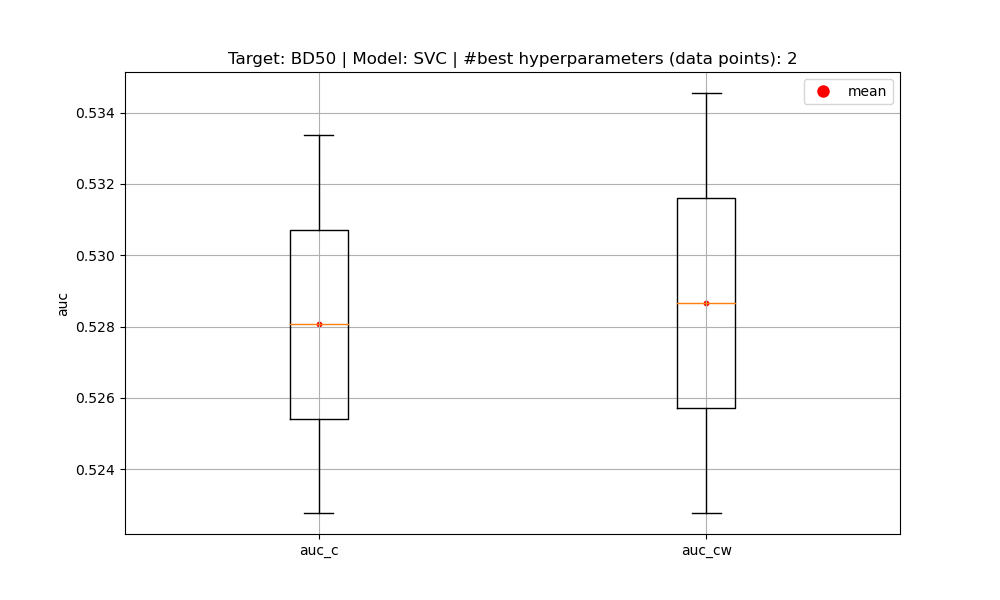 Target: BD50 | Model: SVC | #best hyperparameters (data points): 2
mean
0.534
0.532
0.530
0.528
0.526
0.524
auc
auc_c
auc_cw